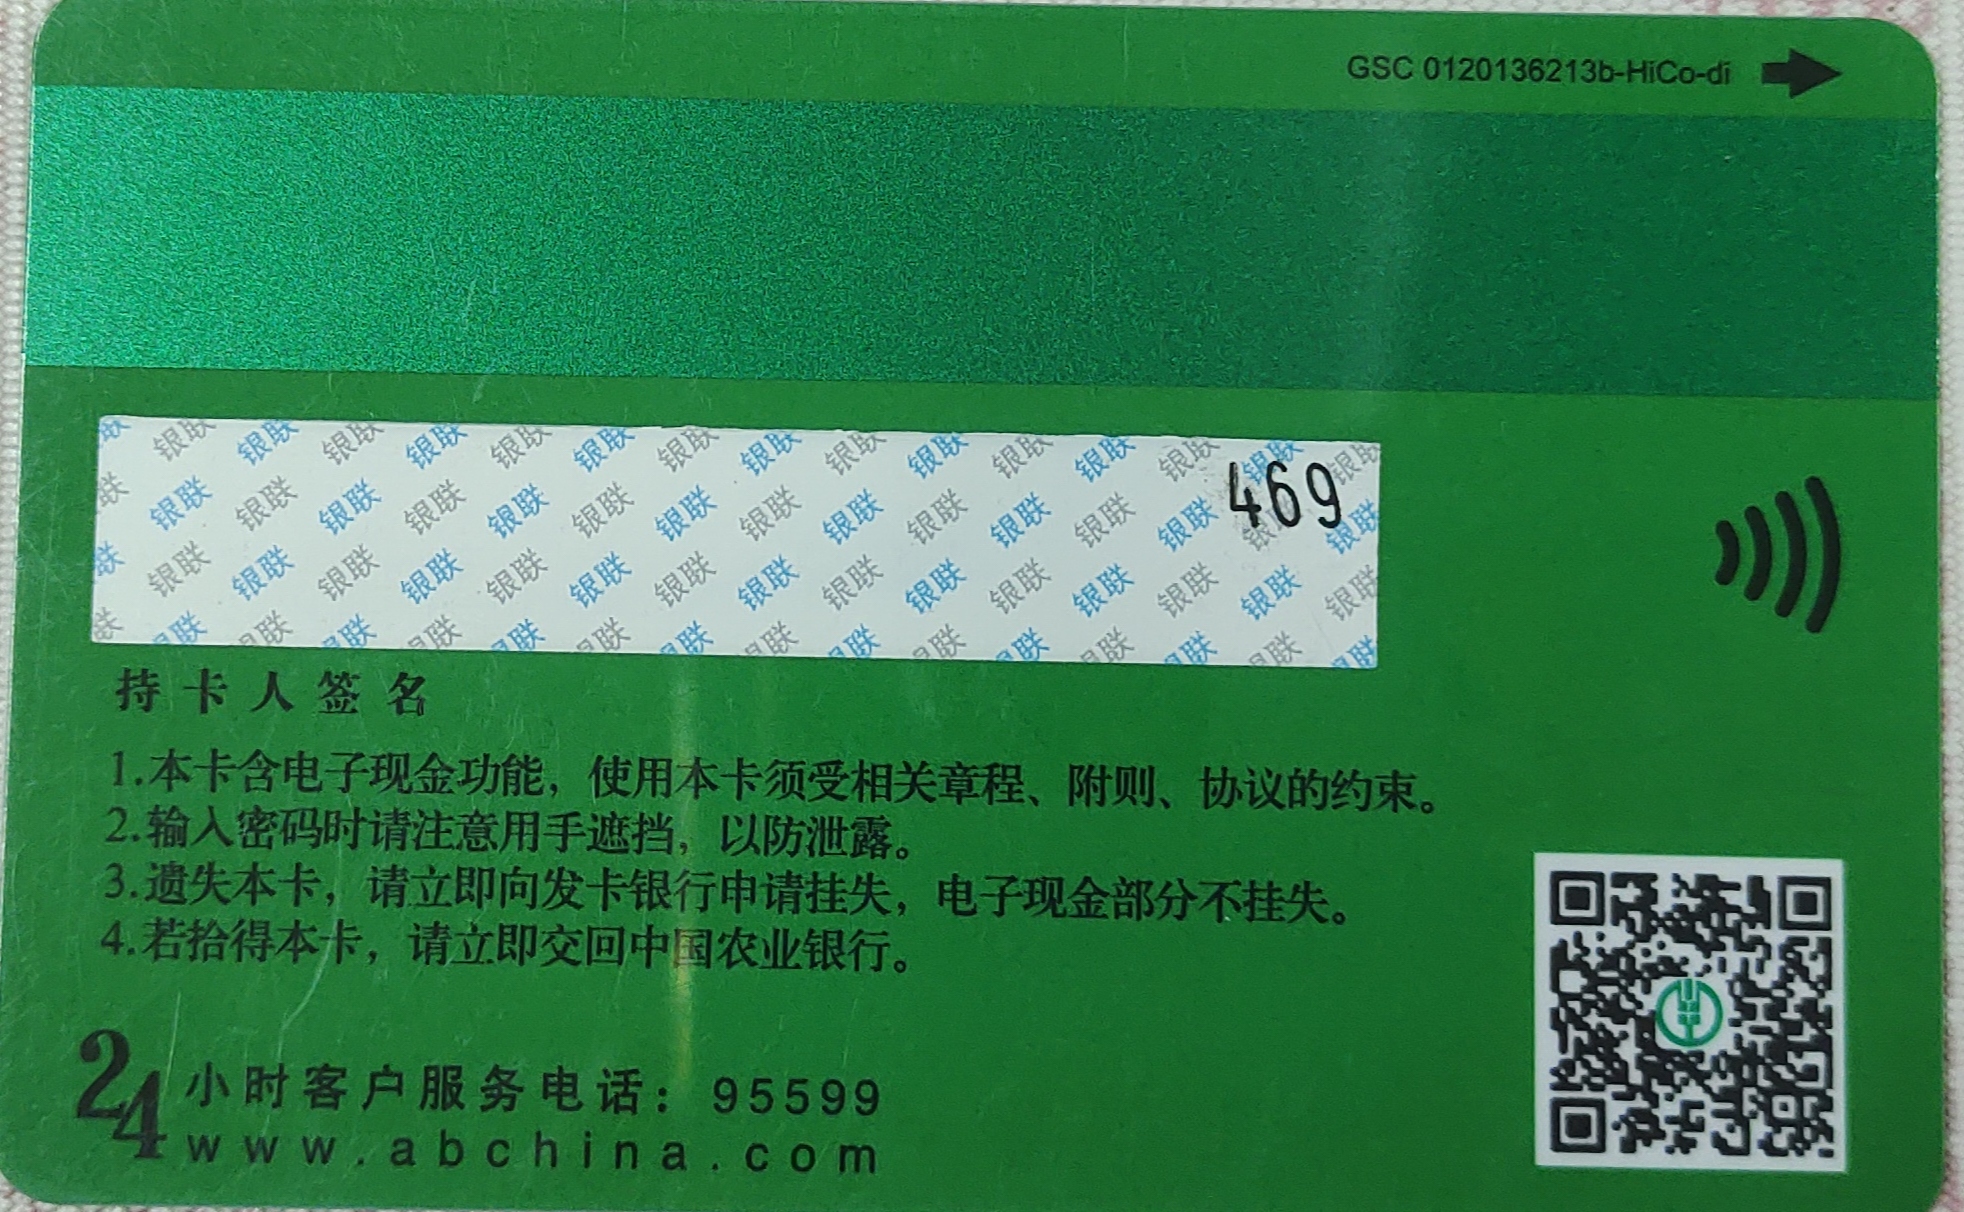 GSC 0120136213b-HiCo-di
银联
469
持卡人签名
1.本卡含电子现金功能，使用本卡须受相关章程、附则、协议的约束。
2.输入密码时请注意用手遮挡，以防泄露。
3.遗失本卡，请立即向发卡银行申请挂失，电子现金部分不挂失。
4.若拾得本卡，请立即交回中国农业银行。
24小时客户服务电话：95599
www.abchina.com